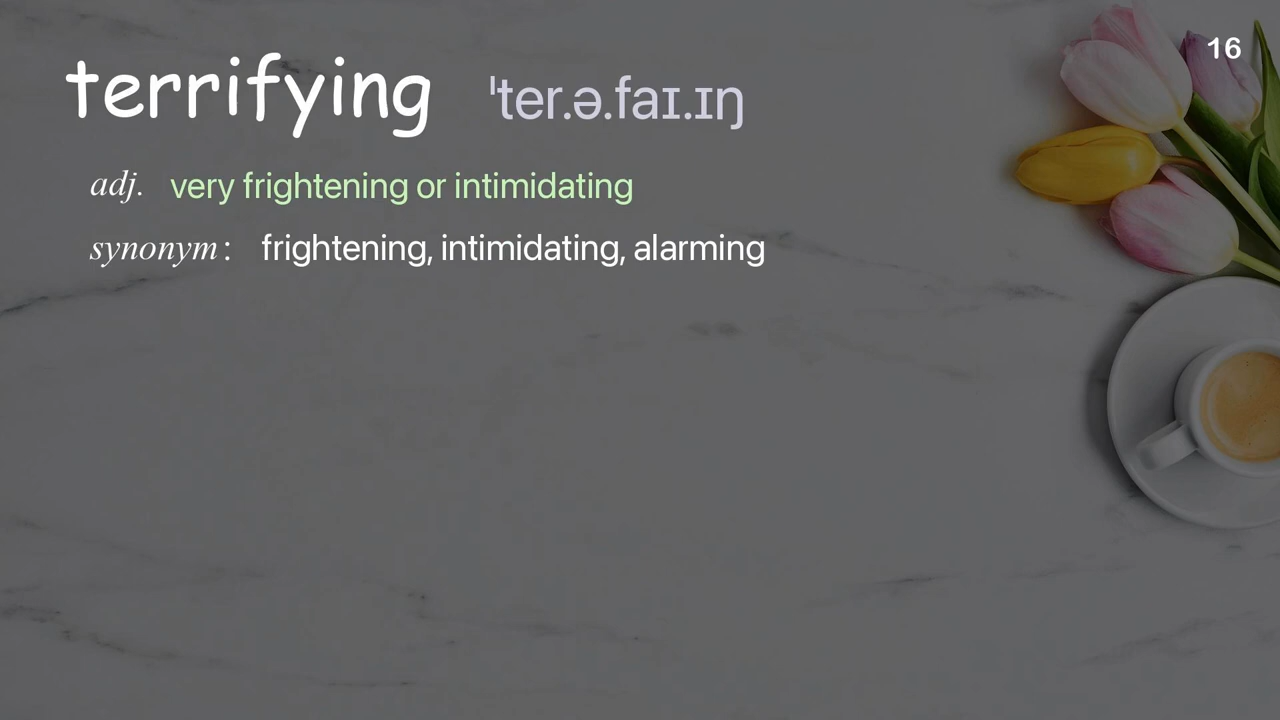 16
terrifying ˈter.ə.faɪ.ɪŋ
adj. very frightening or intimidating
synonym: frightening, intimidating, alarming